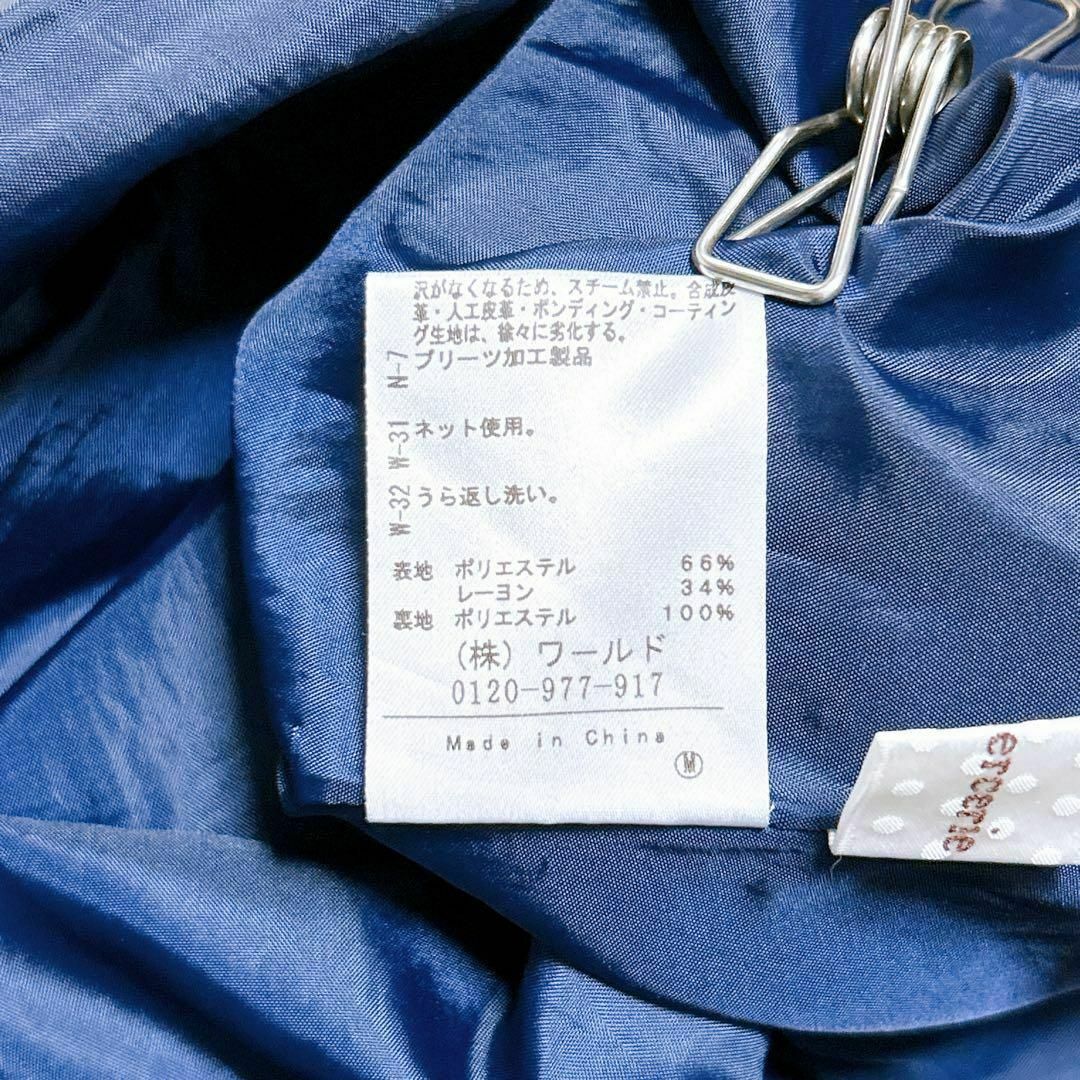 沢がなくなるため、スチーム禁止。合成皮
革・人工皮革・ボンディング・コーティン
グ生地は、徐々に劣化する。
N-7 プリーツ加工製品
W-31 ネット使用。
W-32 うら返し洗い。
表地 ポリエステル 66%
レーヨン 34%
裏地 ポリエステル 100%
(株) ワールド
0120-977-917
Made in China
M
ercerie